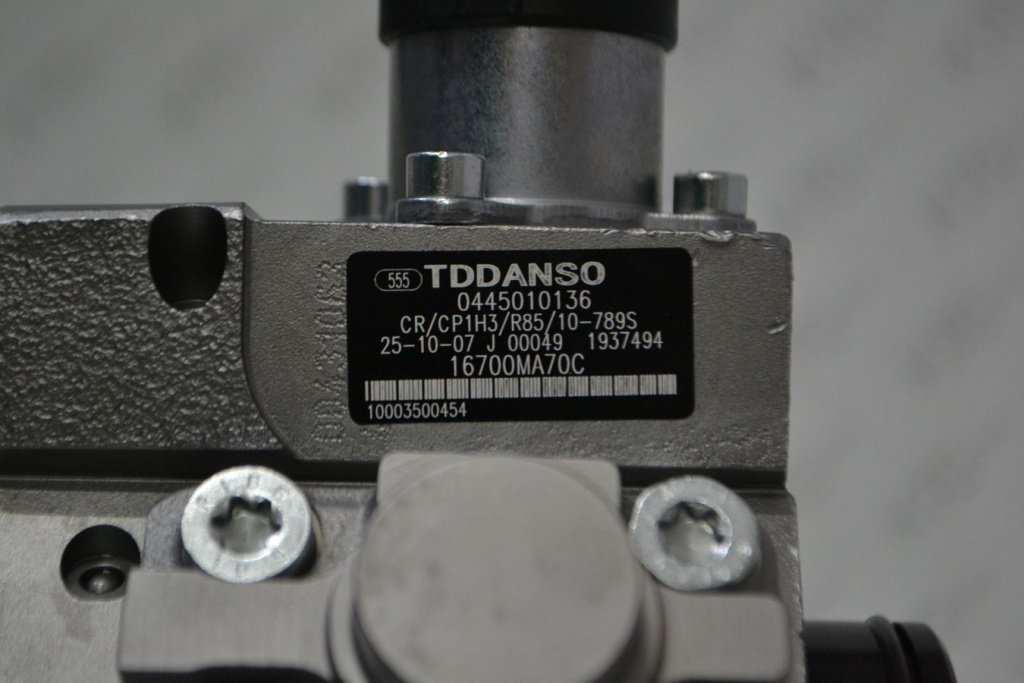 555 TDDANSO
0445010136
CR/CP1H3/R85/10-789S
25-10-07 J 00049 1937494
16700MA70C
10003500454